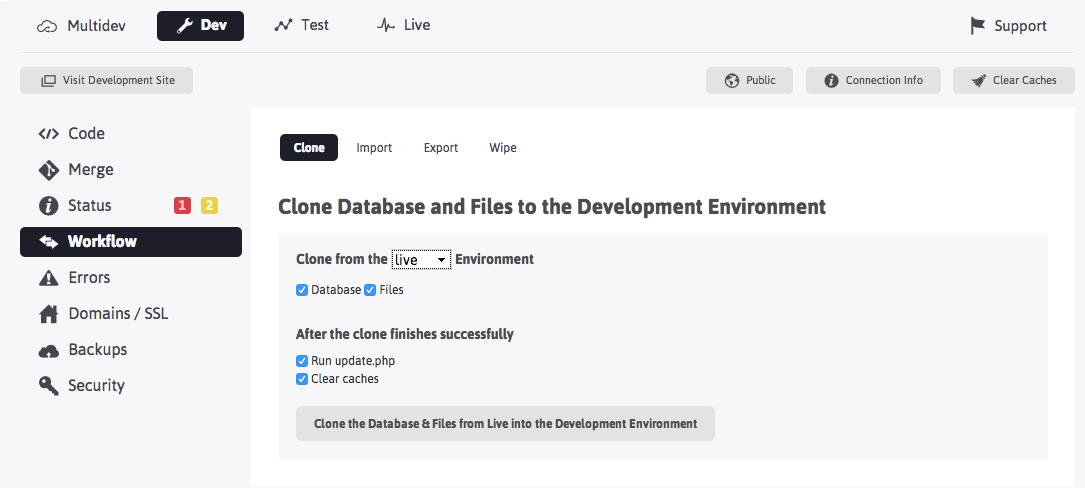 Multidev Dev Test Live Support
Visit Development Site Public Connection Info Clear Caches
Code
Merge
Status 1 2
Workflow
Errors
Domains / SSL
Backups
Security
Clone Import Export Wipe
Clone Database and Files to the Development Environment
Clone from the live Environment
Database Files
After the clone finishes successfully
Run update.php
Clear caches
Clone the Database & Files from Live into the Development Environment